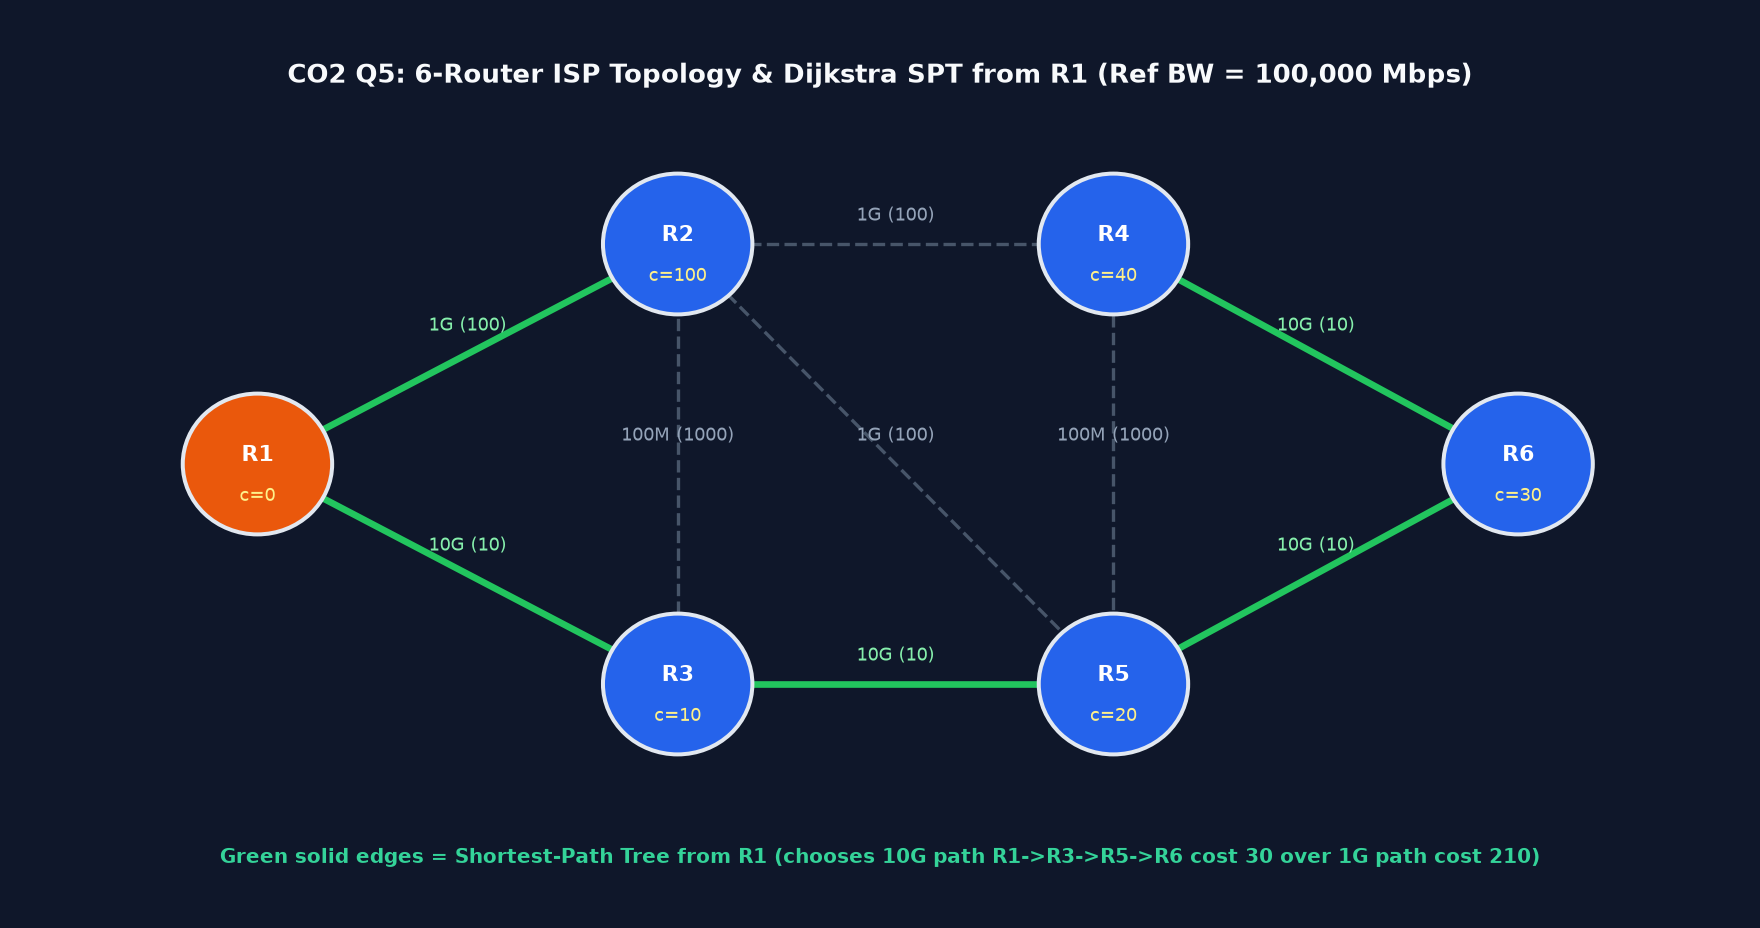 CO2 Q5: 6-Router ISP Topology & Dijkstra SPT from R1 (Ref BW = 100,000 Mbps)
R2
c=100
1G (100)
R4
c=40
1G (100)
10G (10)
R1
c=0
100M (1000)
1G (100)
100M (1000)
R6
c=30
10G (10)
10G (10)
R3
c=10
10G (10)
R5
c=20
Green solid edges = Shortest-Path Tree from R1 (chooses 10G path R1->R3->R5->R6 cost 30 over 1G path cost 210)